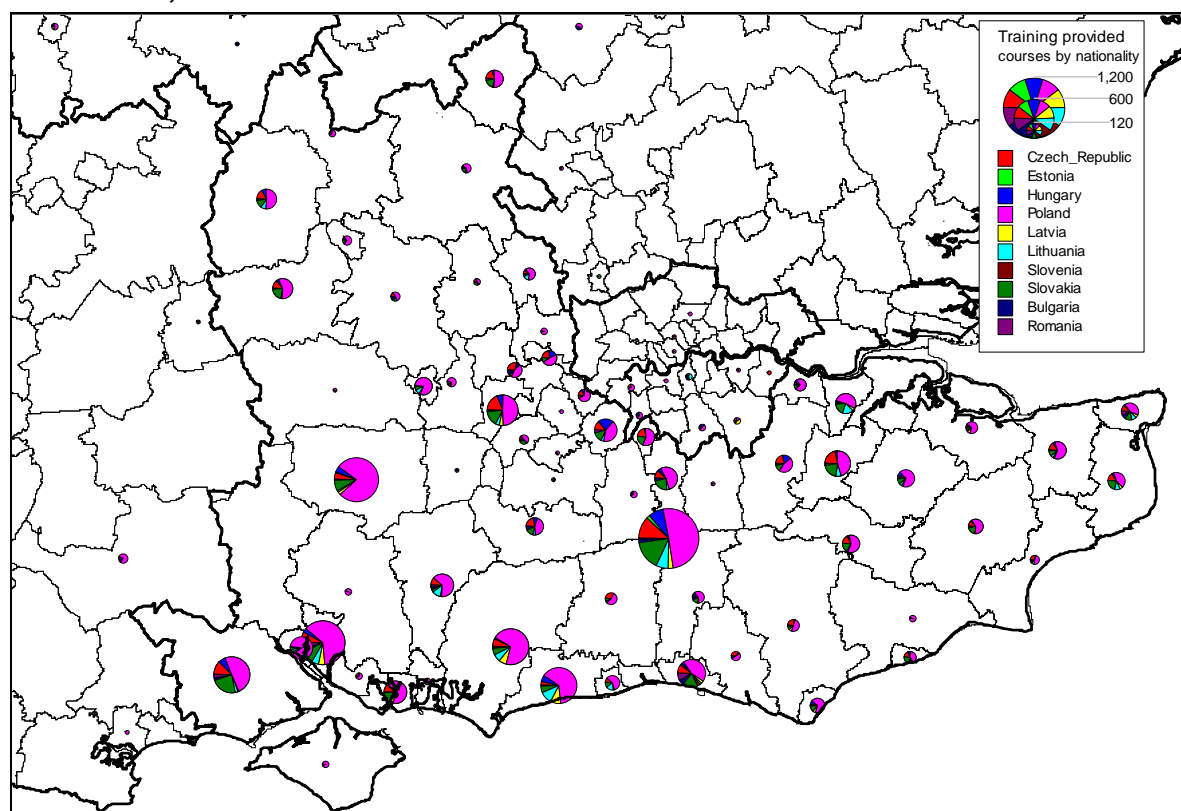 Training provided
courses by nationality
1,200
600
120
Czech_Republic
Estonia
Hungary
Poland
Latvia
Lithuania
Slovenia
Slovakia
Bulgaria
Romania